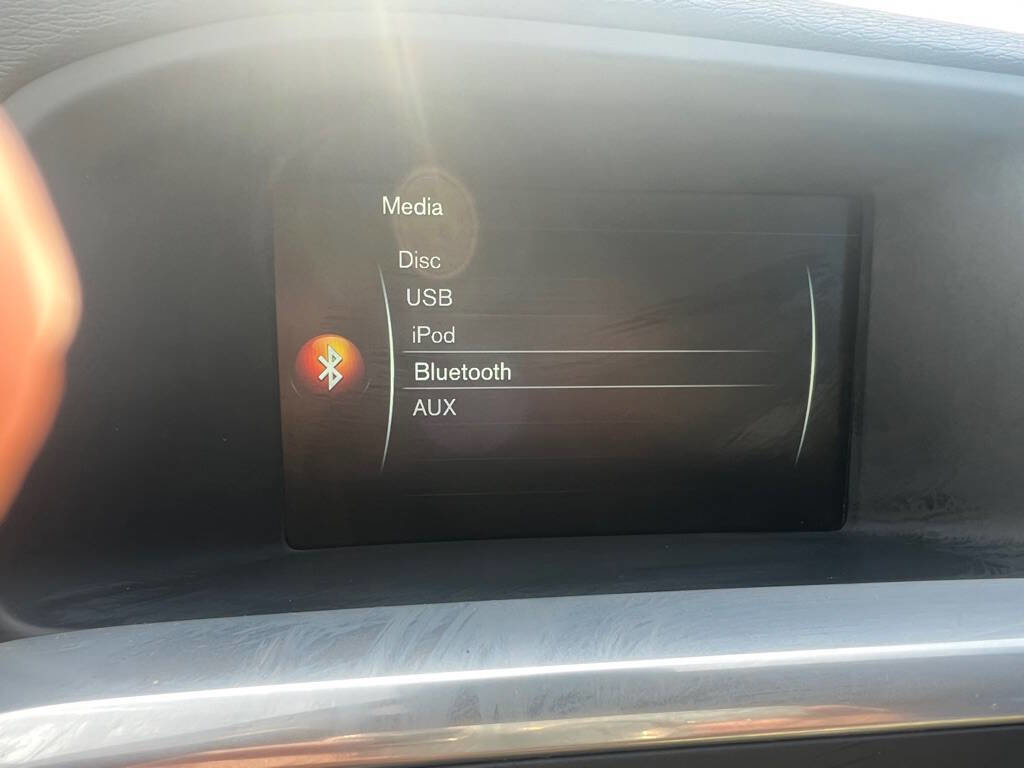 Media
Disc
USB
iPod
Bluetooth
AUX